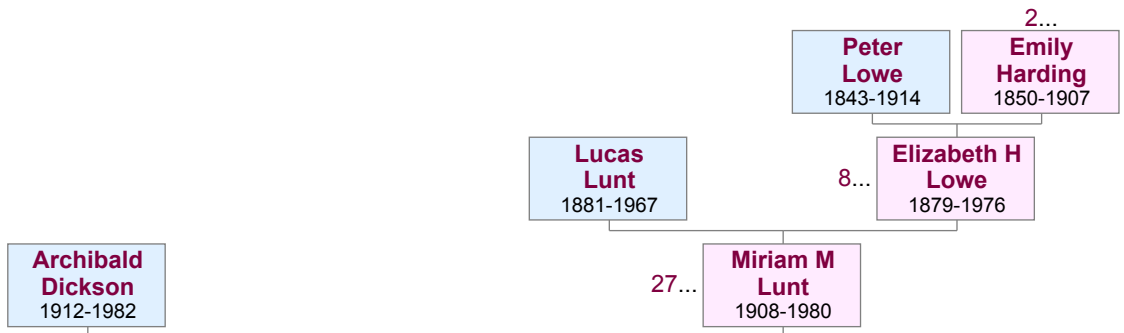 2...
Peter
Lowe
1843-1914
Emily
Harding
1850-1907
Lucas
Lunt
1881-1967
8...
Elizabeth H
Lowe
1879-1976
Archibald
Dickson
1912-1982
27...
Miriam M
Lunt
1908-1980